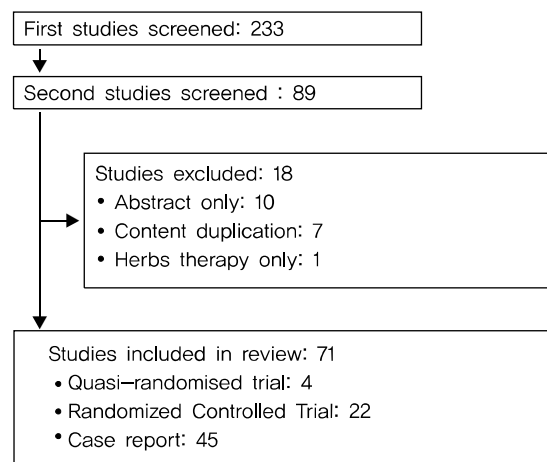 First studies screened: 233
Second studies screened : 89
Studies excluded: 18
• Abstract only: 10
• Content duplication: 7
• Herbs therapy only: 1
Studies included in review: 71
• Quasi-randomised trial: 4
• Randomized Controlled Trial: 22
• Case report: 45